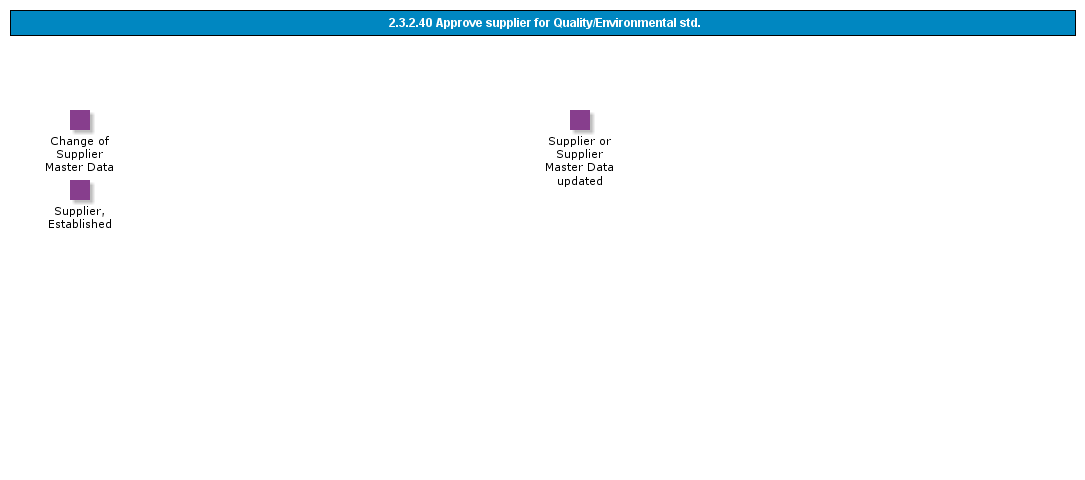 2.3.2.40 Approve supplier for Quality/Environmental std.
Change of
Supplier
Master Data
Supplier,
Established
Supplier or
Supplier
Master Data
updated